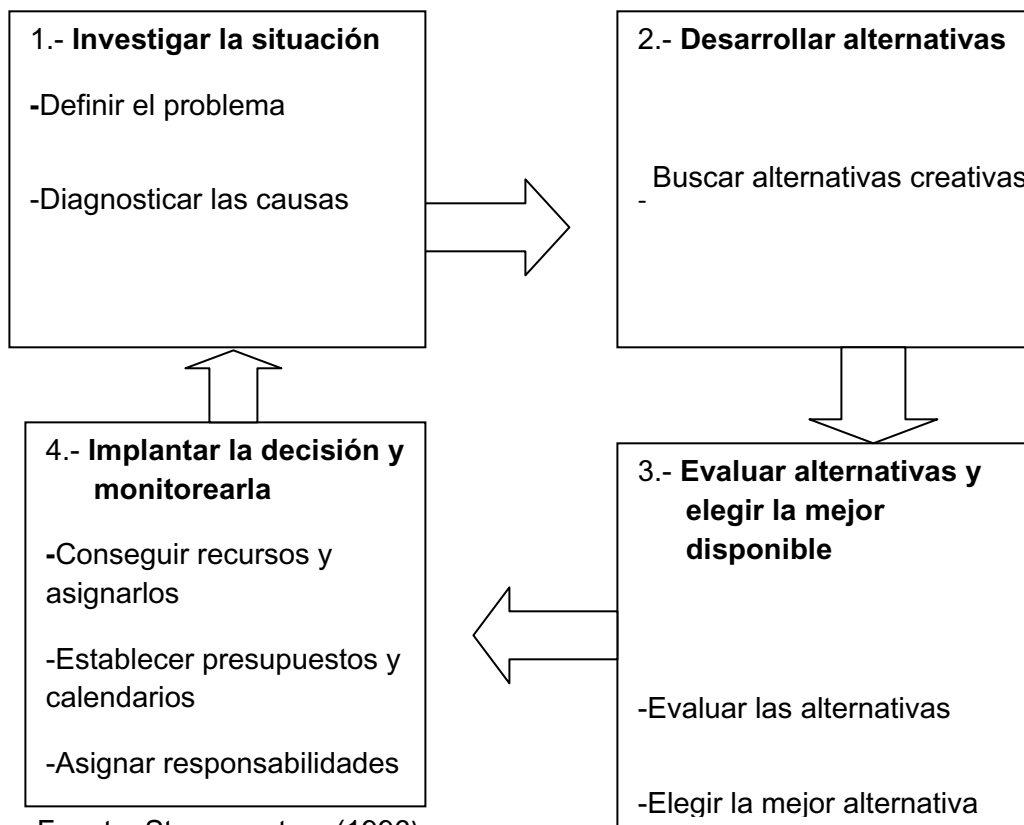 1.- Investigar la situación
-Definir el problema
-Diagnosticar las causas
2.- Desarrollar alternativas
- Buscar alternativas creativas
3.- Evaluar alternativas y
elegir la mejor
disponible
-Evaluar las alternativas
-Elegir la mejor alternativa
4.- Implantar la decisión y
monitorearla
-Conseguir recursos y
asignarlos
-Establecer presupuestos y
calendarios
-Asignar responsabilidades